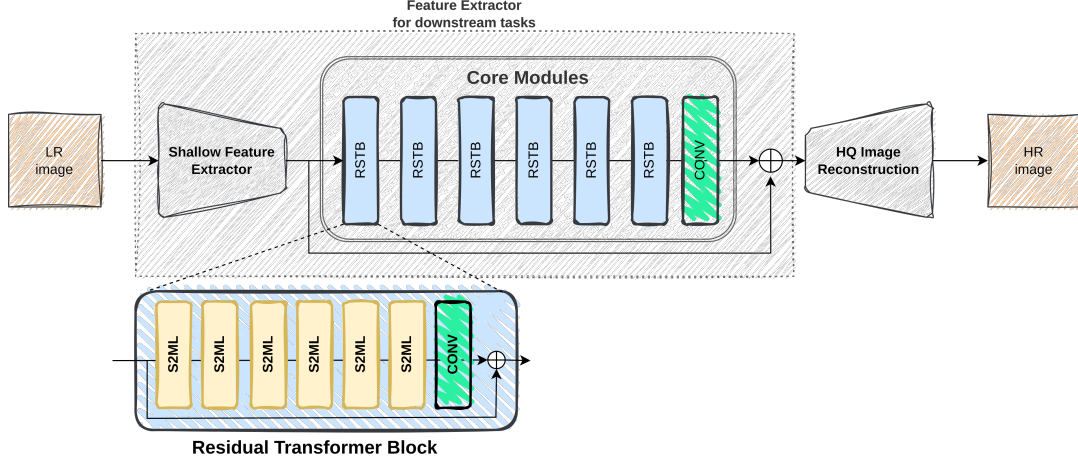 Feature Extractor
for downstream tasks
Core Modules
LR
image
Shallow Feature
Extractor
RSTB
RSTB
RSTB
RSTB
RSTB
RSTB
CONV
HQ Image
Reconstruction
HR
image
S2ML
S2ML
S2ML
S2ML
S2ML
S2ML
CONV
Residual Transformer Block